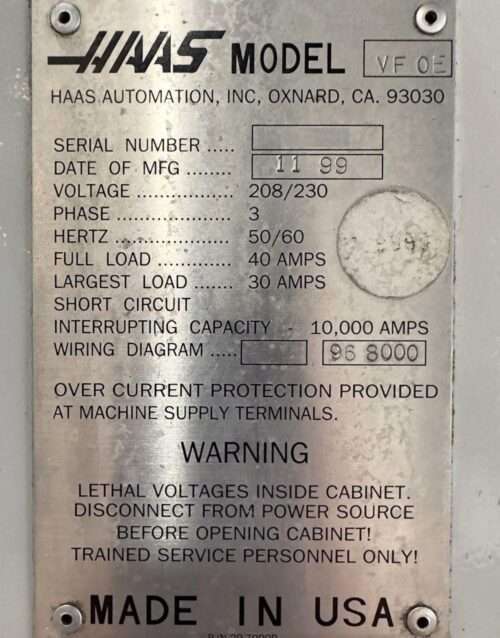 HAAS MODEL VF 0E
HAAS AUTOMATION, INC, OXNARD, CA. 93030
SERIAL NUMBER .....
DATE OF MFG ........ 11 99
VOLTAGE ................ 208/230
PHASE ................... 3
HERTZ ................... 50/60
FULL LOAD ............ 40 AMPS
LARGEST LOAD ....... 30 AMPS
SHORT CIRCUIT
INTERRUPTING CAPACITY - 10,000 AMPS
WIRING DIAGRAM ..... 96 8000
OVER CURRENT PROTECTION PROVIDED
AT MACHINE SUPPLY TERMINALS.
WARNING
LETHAL VOLTAGES INSIDE CABINET.
DISCONNECT FROM POWER SOURCE
BEFORE OPENING CABINET!
TRAINED SERVICE PERSONNEL ONLY!
MADE IN USA